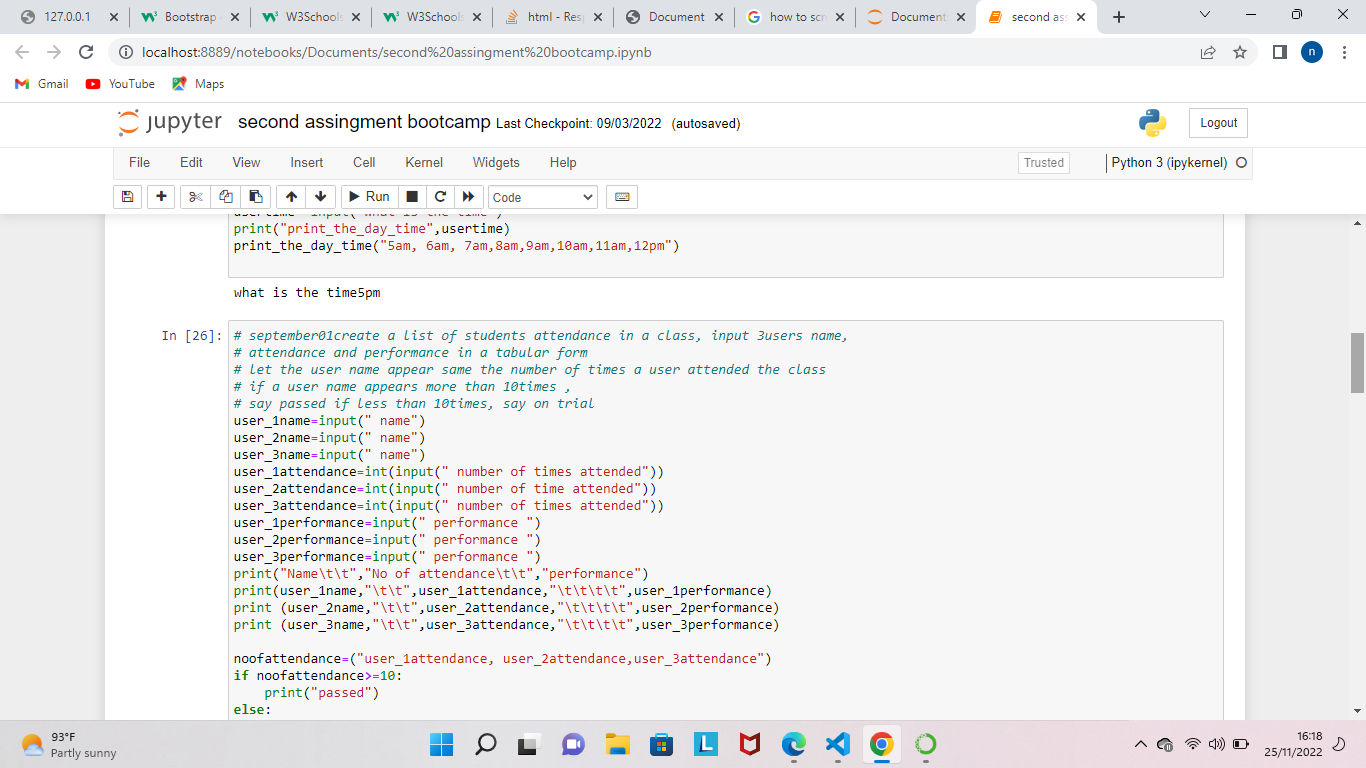 127.0.0.1
Bootstrap
W3Schools
W3Schools
html - Res
Document
how to scr
Document
second as
localhost:8889/notebooks/Documents/second%20assingment%20bootcamp.ipynb
n
Gmail
YouTube
Maps
jupyter second assingment bootcamp Last Checkpoint: 09/03/2022 (autosaved)
Logout
File Edit View Insert Cell Kernel Widgets Help
Trusted
Python 3 (ipykernel)
Run
Code
usertime input( what is the time )
print("print_the_day_time",usertime)
print_the_day_time("5am, 6am, 7am,8am,9am,10am,11am,12pm")
what is the time5pm
In [26]:
# september01create a list of students attendance in a class, input 3users name,
# attendance and performance in a tabular form
# let the user name appear same the number of times a user attended the class
# if a user name appears more than 10times ,
# say passed if less than 10times, say on trial
user_1name=input(" name")
user_2name=input(" name")
user_3name=input(" name")
user_1attendance=int(input(" number of times attended"))
user_2attendance=int(input(" number of time attended"))
user_3attendance=int(input(" number of times attended"))
user_1performance=input(" performance ")
user_2performance=input(" performance ")
user_3performance=input(" performance ")
print("Name\t\t","No of attendance\t\t","performance")
print(user_1name,"\t\t",user_1attendance,"\t\t\t\t",user_1performance)
print (user_2name,"\t\t",user_2attendance,"\t\t\t\t",user_2performance)
print (user_3name,"\t\t",user_3attendance,"\t\t\t\t",user_3performance)
noofattendance=("user_1attendance, user_2attendance,user_3attendance")
if noofattendance>=10:
    print("passed")
else:
93°F
Partly sunny
L
16:18
25/11/2022